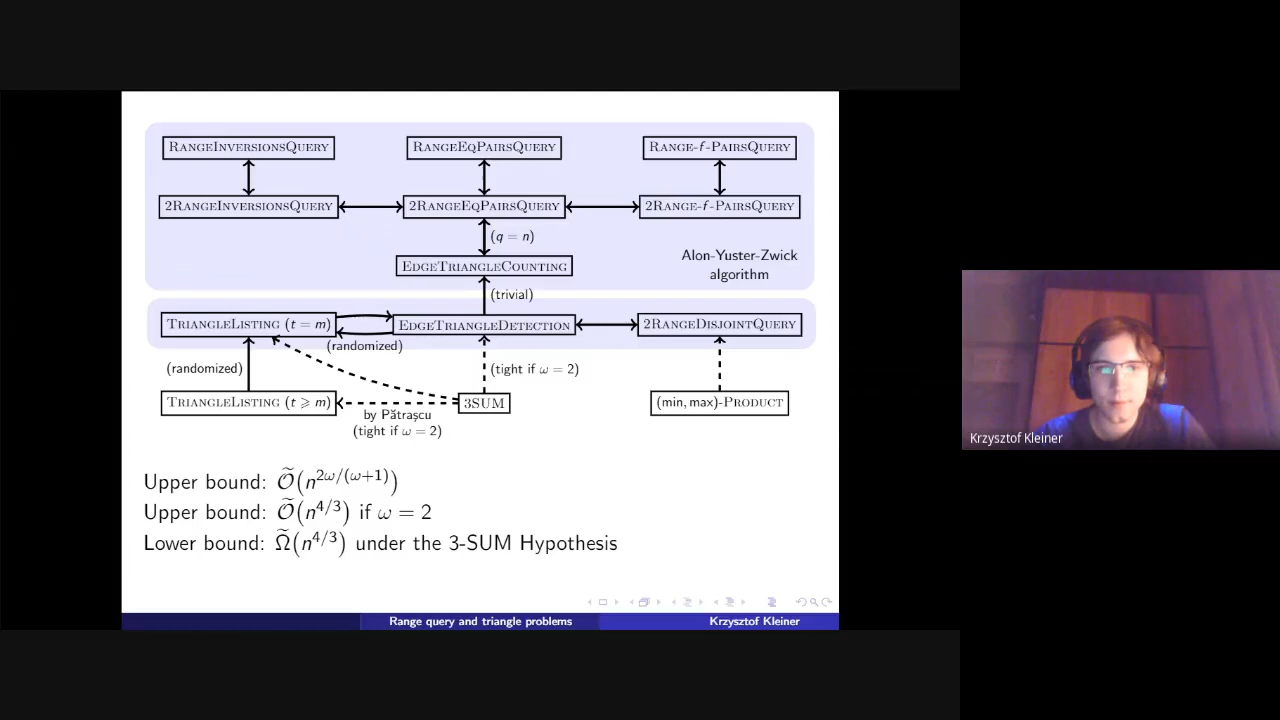 RANGEINVERSIONSQUERY RANGEEQPAIRSQUERY RANGE-f-PAIRSQUERY
2RANGEINVERSIONSQUERY 2RANGEEQPAIRSQUERY 2RANGE-f-PAIRSQUERY
(q = n)
Alon-Yuster-Zwick
algorithm
EDGETRIANGLECOUNTING
(trivial)
TRIANGLELISTING (t = m) EDGETRIANGLEDETECTION 2RANGEDISJOINTQUERY
(randomized)
(randomized) (tight if ω = 2)
TRIANGLELISTING (t ⩾ m) 3SUM (min, max)-PRODUCT
by Pătraşcu
(tight if ω = 2)
Upper bound: Õ(n^{2ω/(ω+1)})
Upper bound: Õ(n^{4/3}) if ω = 2
Lower bound: Ω̃(n^{4/3}) under the 3-SUM Hypothesis
Range query and triangle problems Krzysztof Kleiner
Krzysztof Kleiner